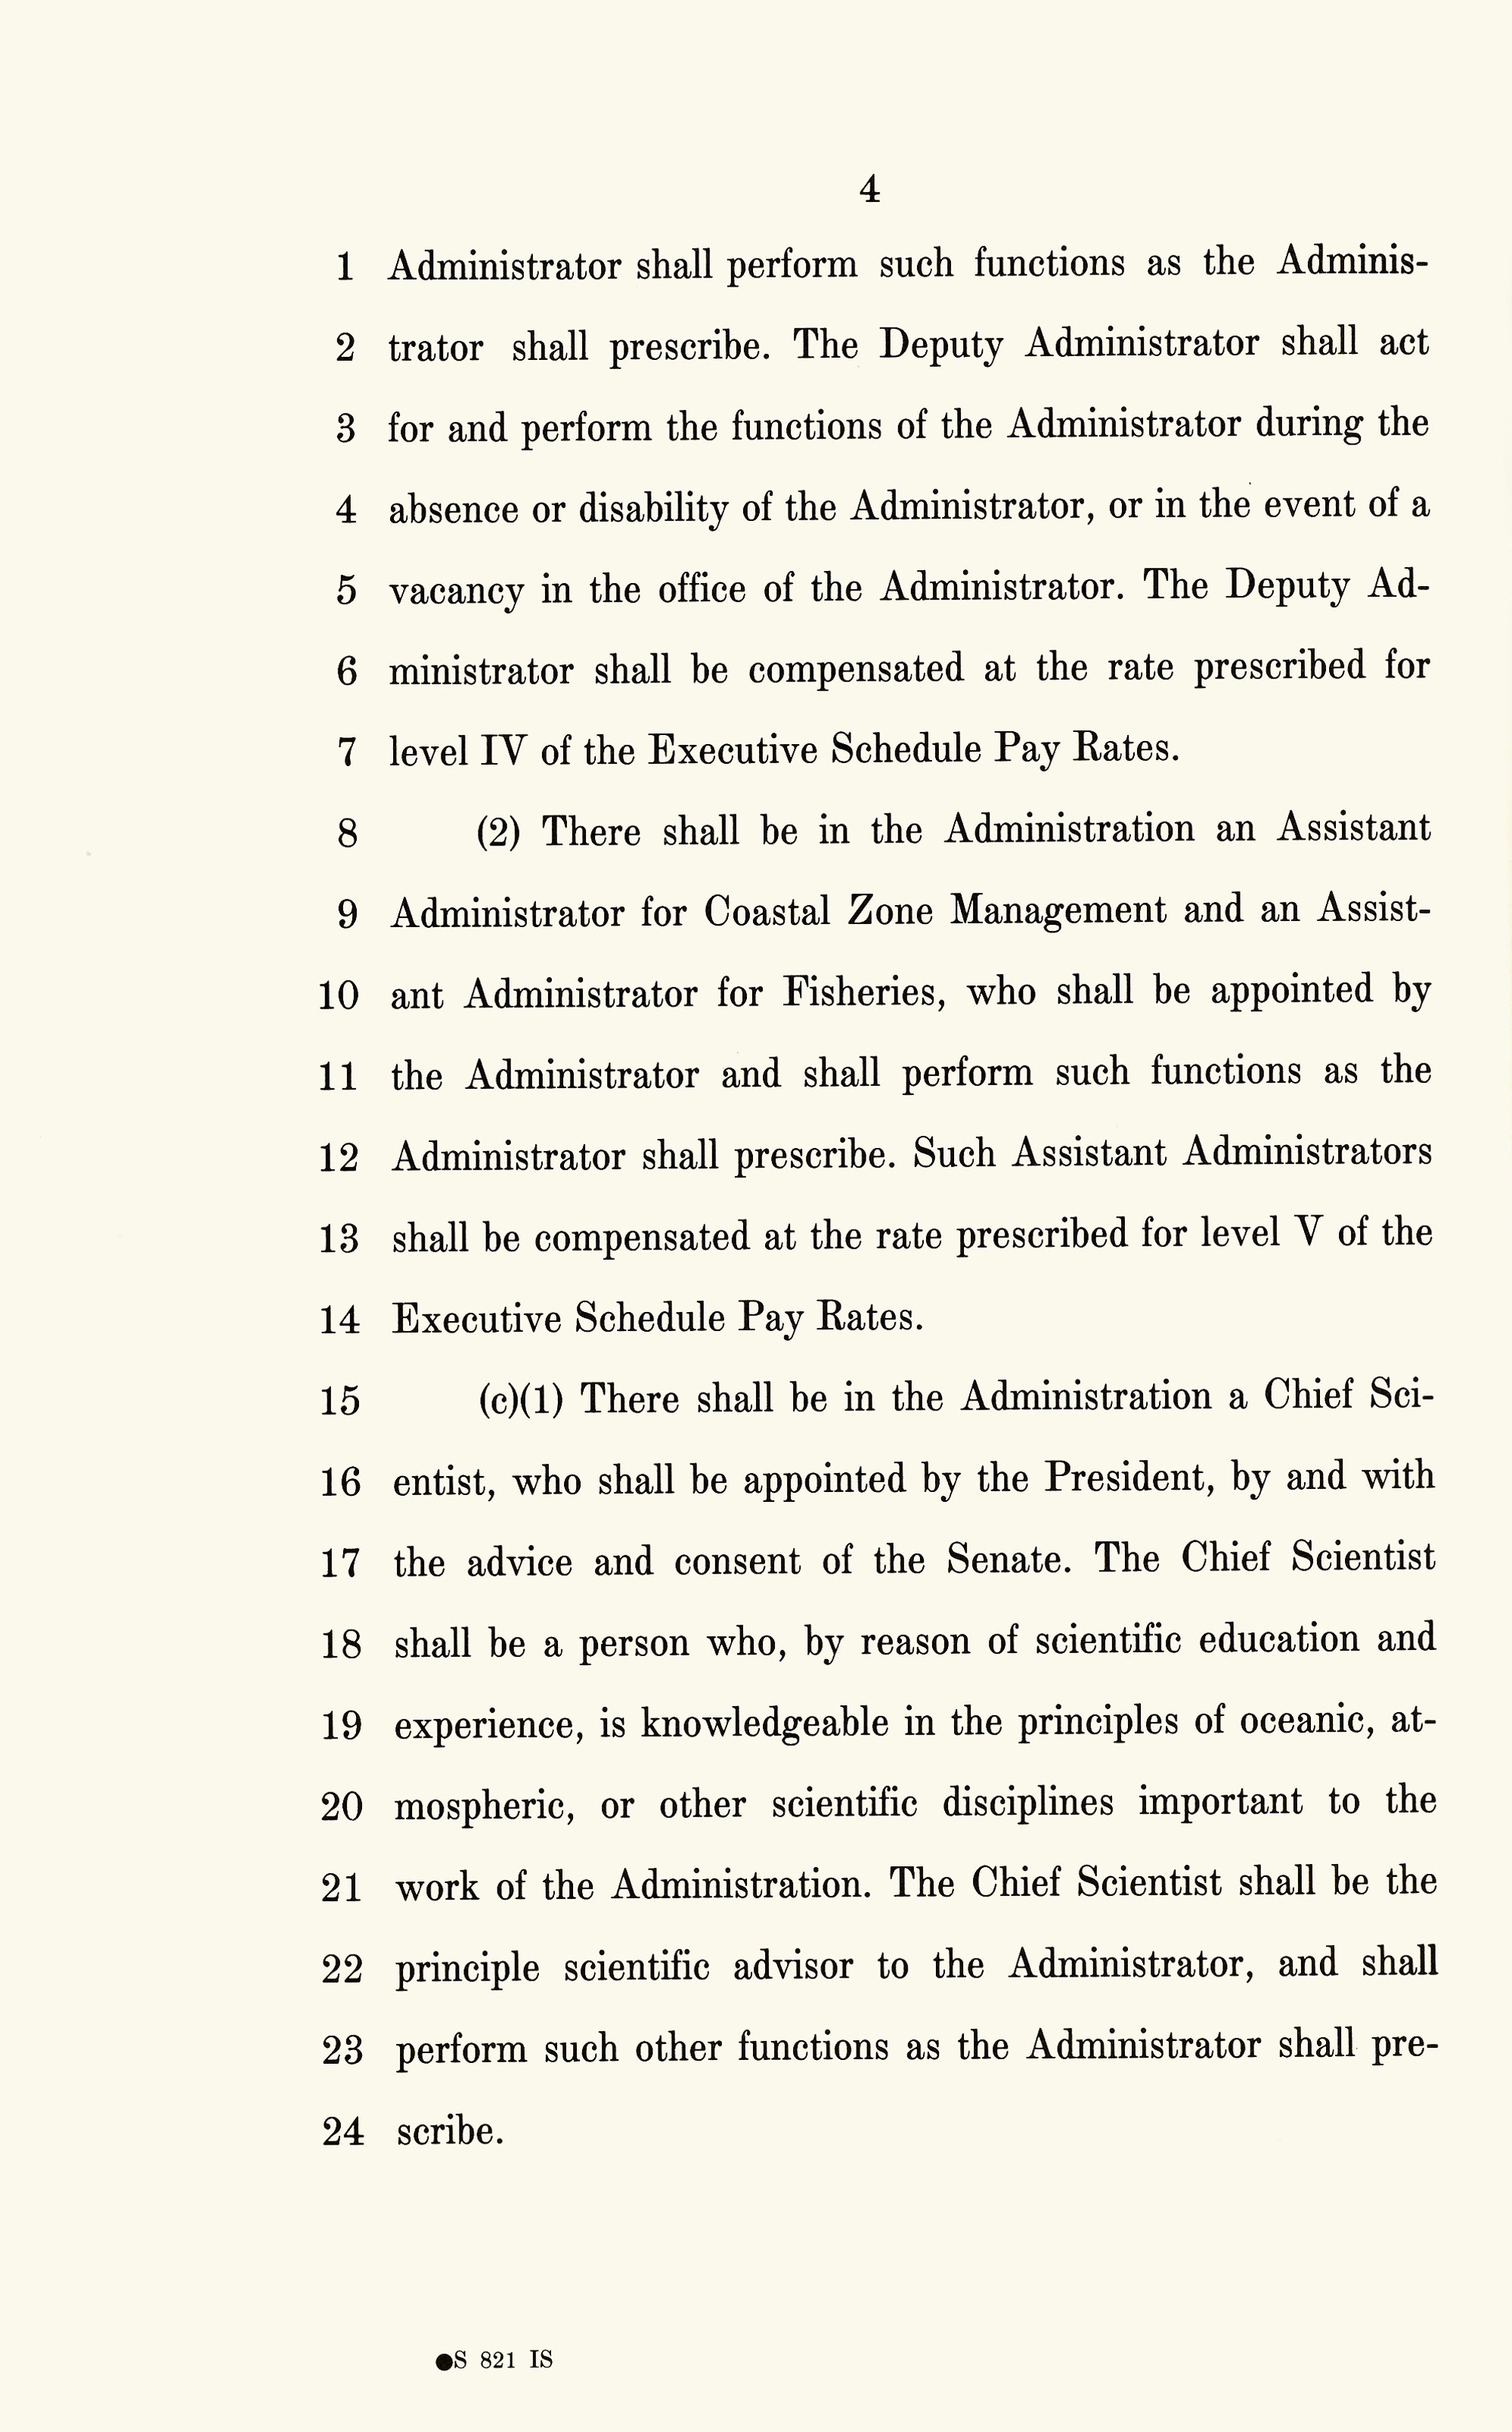 4
1 Administrator shall perform such functions as the Adminis-
2 trator shall prescribe. The Deputy Administrator shall act
3 for and perform the functions of the Administrator during the
4 absence or disability of the Administrator, or in the event of a
5 vacancy in the office of the Administrator. The Deputy Ad-
6 ministrator shall be compensated at the rate prescribed for
7 level IV of the Executive Schedule Pay Rates.
8 (2) There shall be in the Administration an Assistant
9 Administrator for Coastal Zone Management and an Assist-
10 ant Administrator for Fisheries, who shall be appointed by
11 the Administrator and shall perform such functions as the
12 Administrator shall prescribe. Such Assistant Administrators
13 shall be compensated at the rate prescribed for level V of the
14 Executive Schedule Pay Rates.
15 (c)(1) There shall be in the Administration a Chief Sci-
16 entist, who shall be appointed by the President, by and with
17 the advice and consent of the Senate. The Chief Scientist
18 shall be a person who, by reason of scientific education and
19 experience, is knowledgeable in the principles of oceanic, at-
20 mospheric, or other scientific disciplines important to the
21 work of the Administration. The Chief Scientist shall be the
22 principle scientific advisor to the Administrator, and shall
23 perform such other functions as the Administrator shall pre-
24 scribe.
●S 821 IS